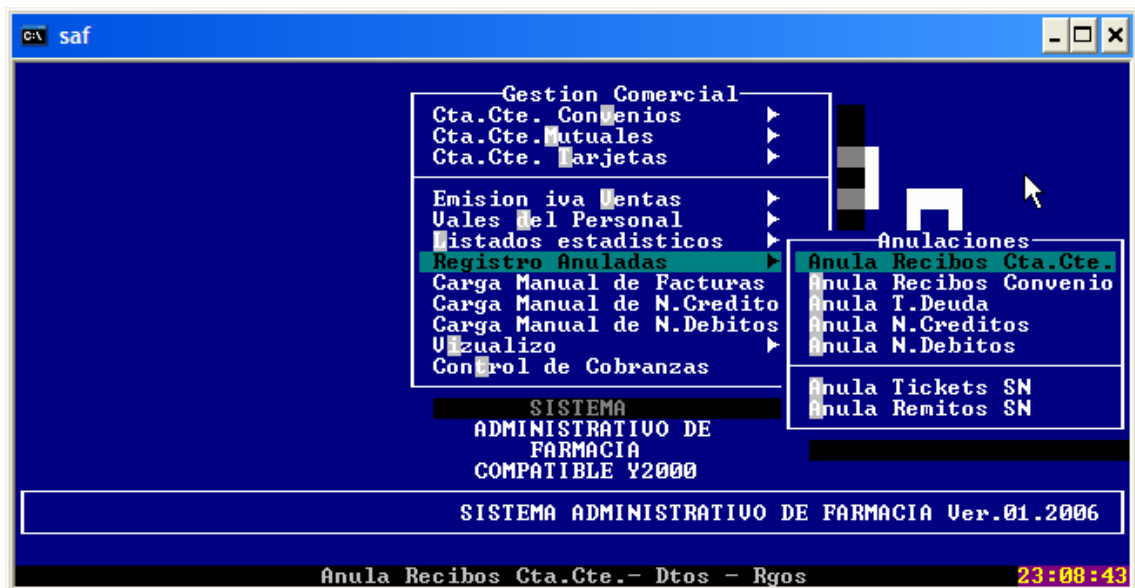 saf
Gestion Comercial
Cta.Cte. Convenios
Cta.Cte.Mutuales
Cta.Cte. Tarjetas
Emision iva Ventas
Vales del Personal
Listados estadisticos
Registro Anuladas
Carga Manual de Facturas
Carga Manual de N.Credito
Carga Manual de N.Debitos
Vizualizo
Control de Cobranzas
Anulaciones
Anula Recibos Cta.Cte.
Anula Recibos Convenio
Anula T.Deuda
Anula N.Creditos
Anula N.Debitos
Anula Tickets SN
Anula Remitos SN
SISTEMA
ADMINISTRATIVO DE
FARMACIA
COMPATIBLE Y2000
SISTEMA ADMINISTRATIVO DE FARMACIA Ver.01.2006
Anula Recibos Cta.Cte.- Dtos - Rgos
23:08:43